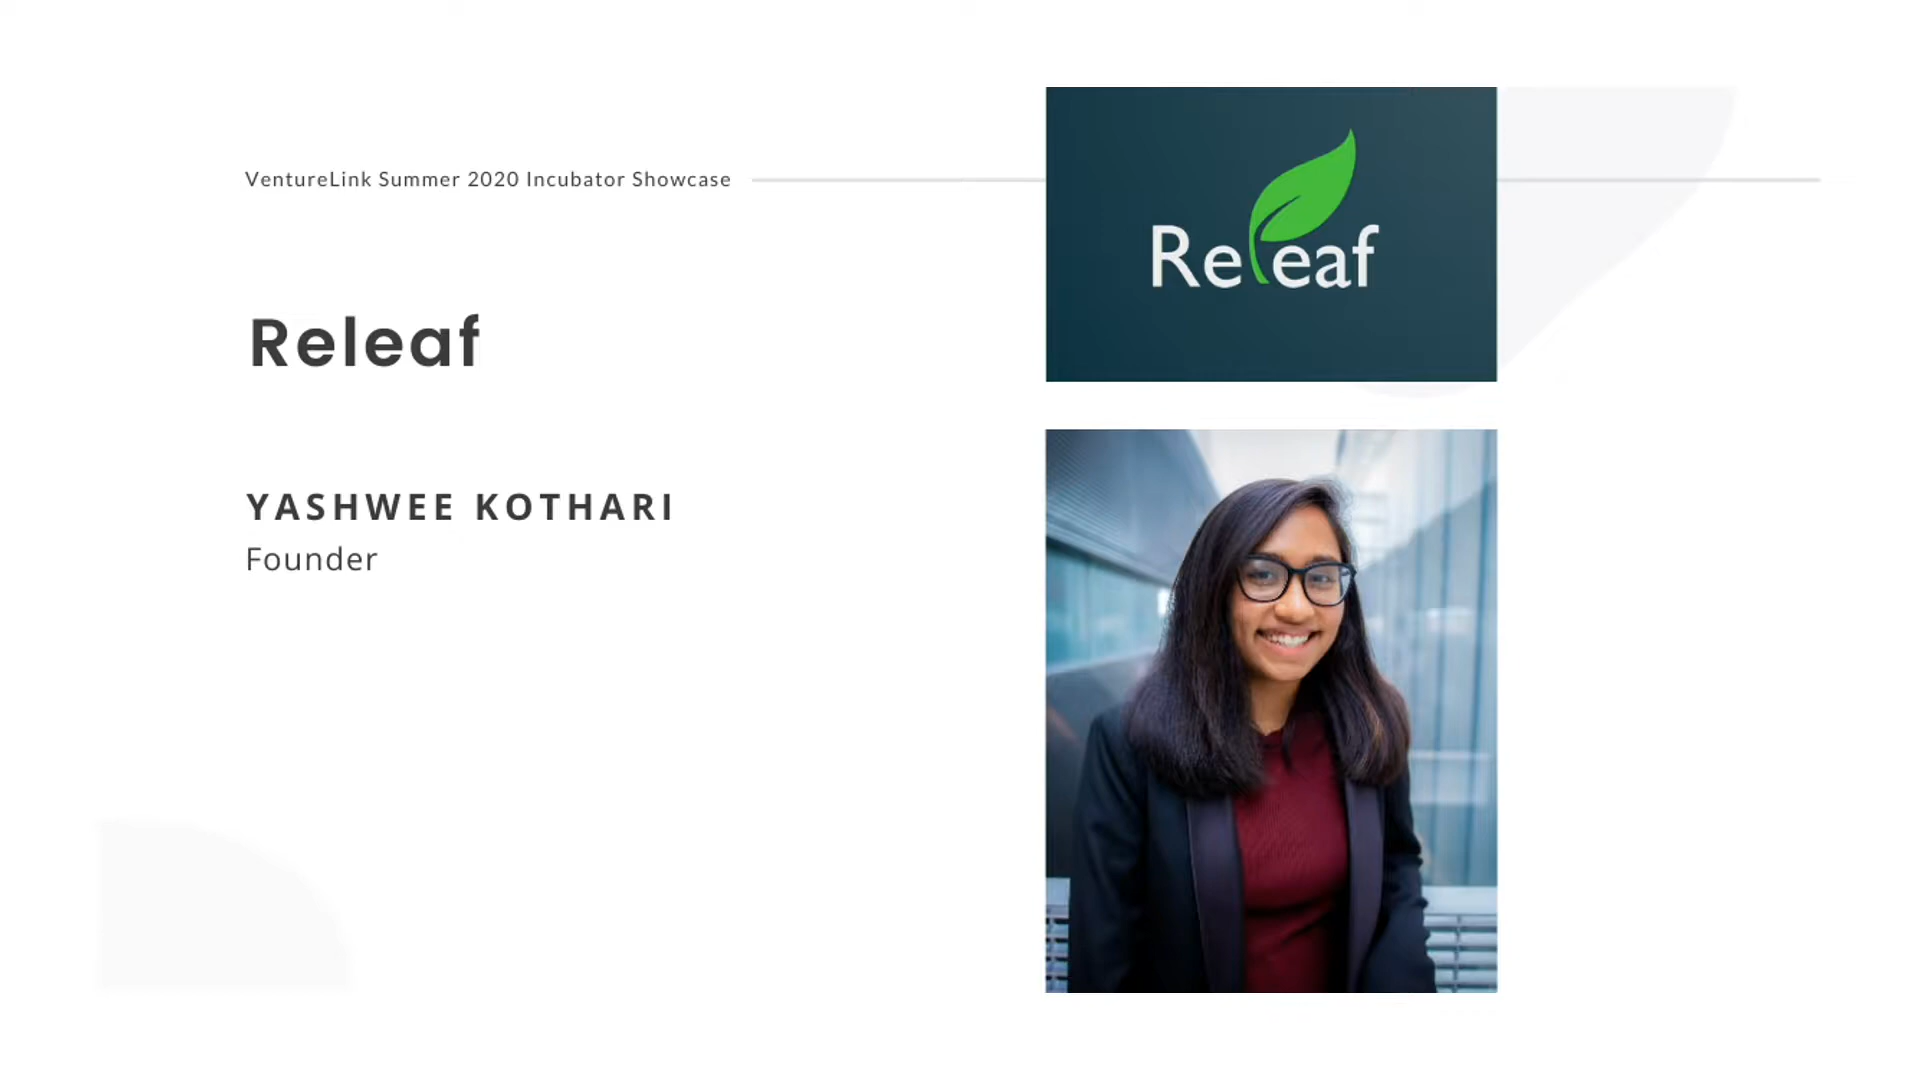 VentureLink Summer 2020 Incubator Showcase
Releaf
Releaf
YASHWEE KOTHARI
Founder